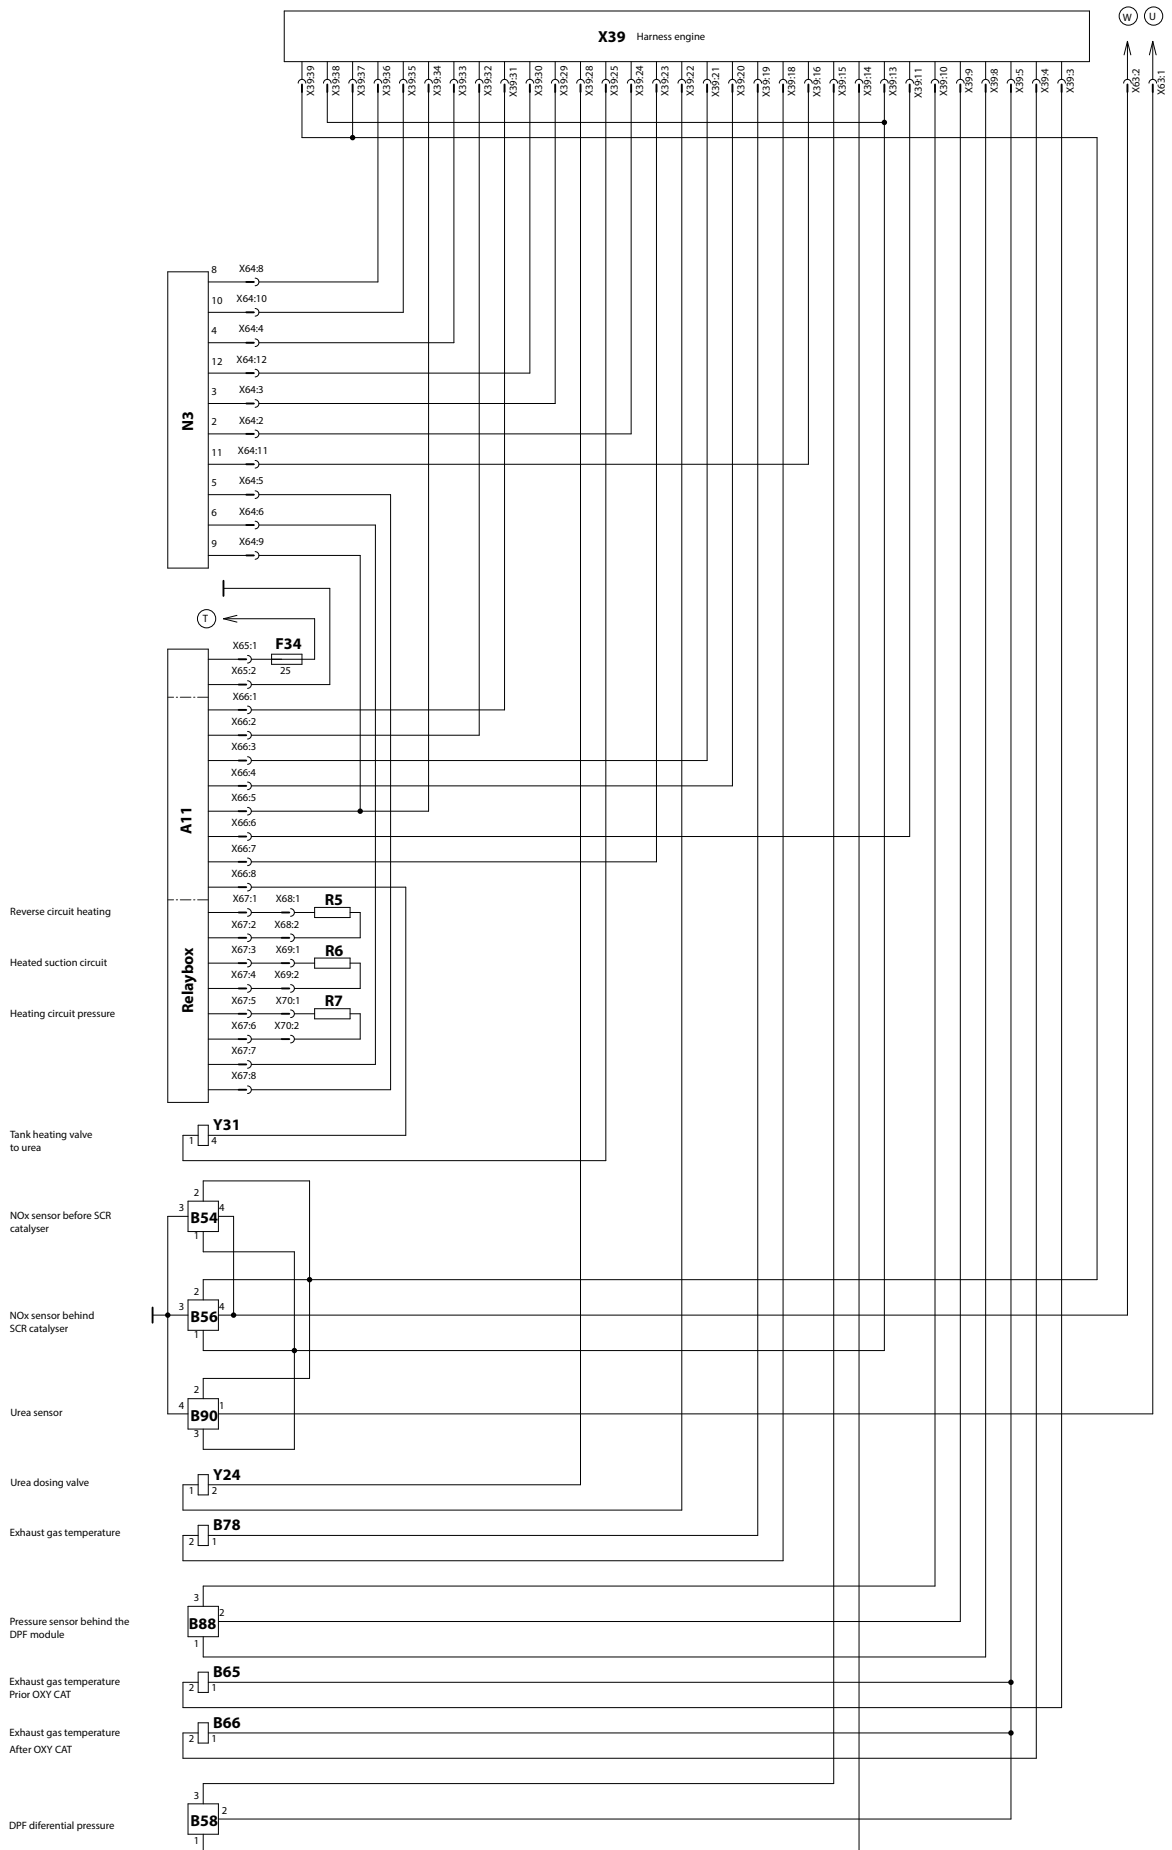 W U
X39 Harness engine
X39:39 X39:38 X39:37 X39:36 X39:35 X39:34 X39:33 X39:32 X39:31 X39:30 X39:29 X39:28 X39:25 X39:24 X39:23 X39:22 X39:21 X39:20 X39:19 X39:18 X39:16 X39:15 X39:14 X39:13 X39:11 X39:10 X39:9 X39:8 X39:5 X39:4 X39:3 X63:2 X63:1
8 X64:8
10 X64:10
4 X64:4
12 X64:12
3 X64:3
N3
2 X64:2
11 X64:11
5 X64:5
6 X64:6
9 X64:9
T
X65:1 F34
X65:2 25
X66:1
X66:2
X66:3
X66:4
X66:5
A11
X66:6
X66:7
X66:8
X67:1 X68:1 R5
Reverse circuit heating
X67:2 X68:2
X67:3 X69:1 R6
Heated suction circuit
Relaybox
X67:4 X69:2
X67:5 X70:1 R7
Heating circuit pressure
X67:6 X70:2
X67:7
X67:8
Y31
Tank heating valve
to urea
1 4
2
3 4
NOx sensor before SCR
catalyser
B54
1
2
3 4
NOx sensor behind
SCR catalyser
B56
1
2
4 1
Urea sensor
B90
3
Y24
Urea dosing valve
1 2
B78
Exhaust gas temperature
2 1
3
2
Pressure sensor behind the
DPF module
B88
1
B65
Exhaust gas temperature
Prior OXY CAT
2 1
B66
Exhaust gas temperature
After OXY CAT
2 1
3
2
B58
DPF diferential pressure
1